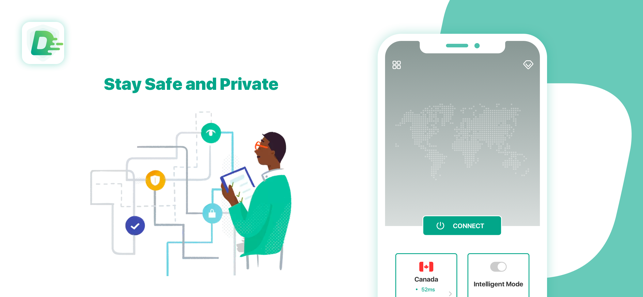 D
Stay Safe and Private
CONNECT
Canada
52ms
Intelligent Mode